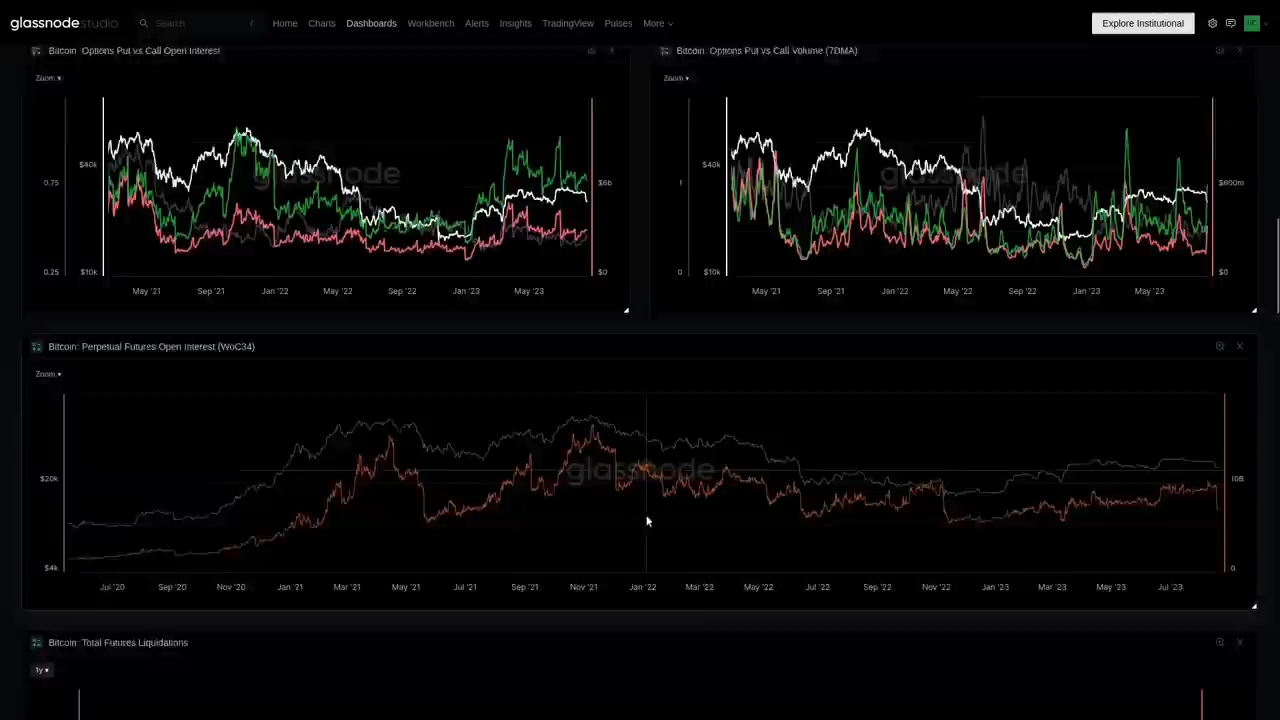 glassnode studio Search / Home Charts Dashboards Workbench Alerts Insights TradingView Pulses More Explore Institutional
Bitcoin: Options Put vs Call Open Interest
Zoom
$40k
0.75
$6b
0.25
$10k
$0
glassnode
May '21 Sep '21 Jan '22 May '22 Sep '22 Jan '23 May '23
Bitcoin: Options Put vs Call Volume (7DMA)
Zoom
$40k
1
$600m
0
$10k
$0
glassnode
May '21 Sep '21 Jan '22 May '22 Sep '22 Jan '23 May '23
Bitcoin: Perpetual Futures Open Interest (WoC34)
Zoom
$20k
glassnode
$4k
0
Jul '20 Sep '20 Nov '20 Jan '21 Mar '21 May '21 Jul '21 Sep '21 Nov '21 Jan '22 Mar '22 May '22 Jul '22 Sep '22 Nov '22 Jan '23 Mar '23 May '23 Jul '23
Bitcoin: Total Futures Liquidations
1y